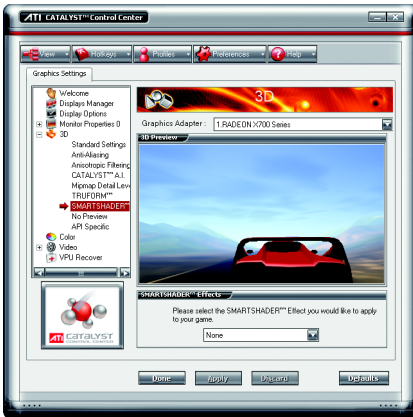 ATI CATALYST™ Control Center
View Hotkeys Profiles Preferences Help
Graphics Settings
Welcome
Displays Manager
Display Options
Monitor Properties 0
3D
Standard Settings
Anti-Aliasing
Anisotropic Filtering
CATALYST™ A.I.
Mipmap Detail Leve
TRUFORM™
SMARTSHADER™
No Preview
API Specific
Color
Video
VPU Recover
ATI CATALYST
CONTROL CENTER
3D
Graphics Adapter :
1.RADEON X700 Series
3D Preview
SMARTSHADER™ Effects
Please select the SMARTSHADER™ Effect you would like to apply
to your game.
None
Done Apply Discard Defaults